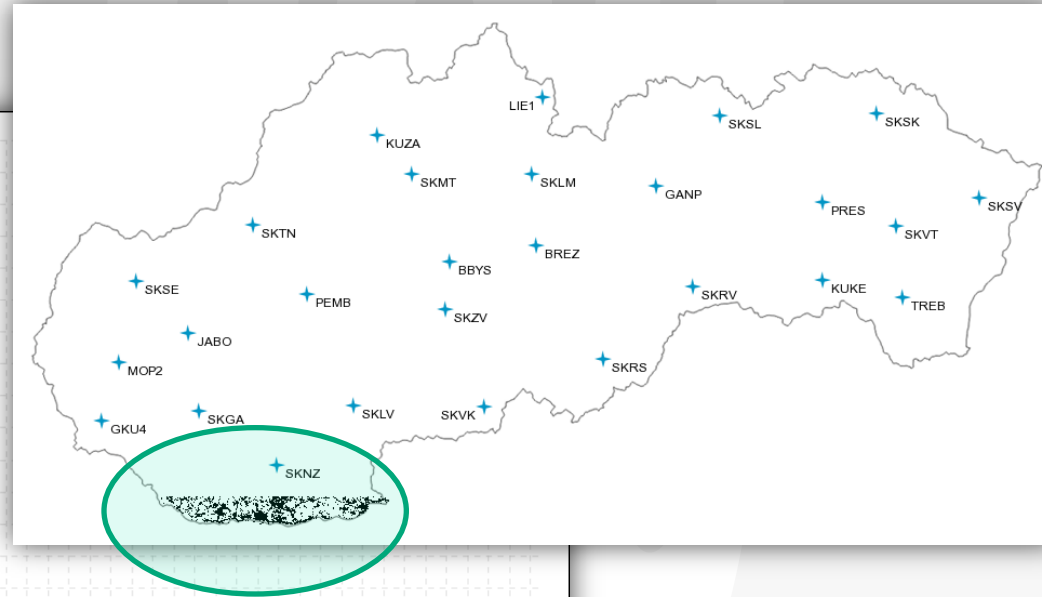 LIE1
SKSL
SKSK
KUZA
SKMT
SKLM
GANP
SKSV
PRES
SKTN
SKVT
BREZ
BBYS
SKSE
KUKE
PEMB
SKRV
TREB
SKZV
JABO
SKRS
MOP2
SKLV
SKVK
SKGA
GKU4
SKNZ